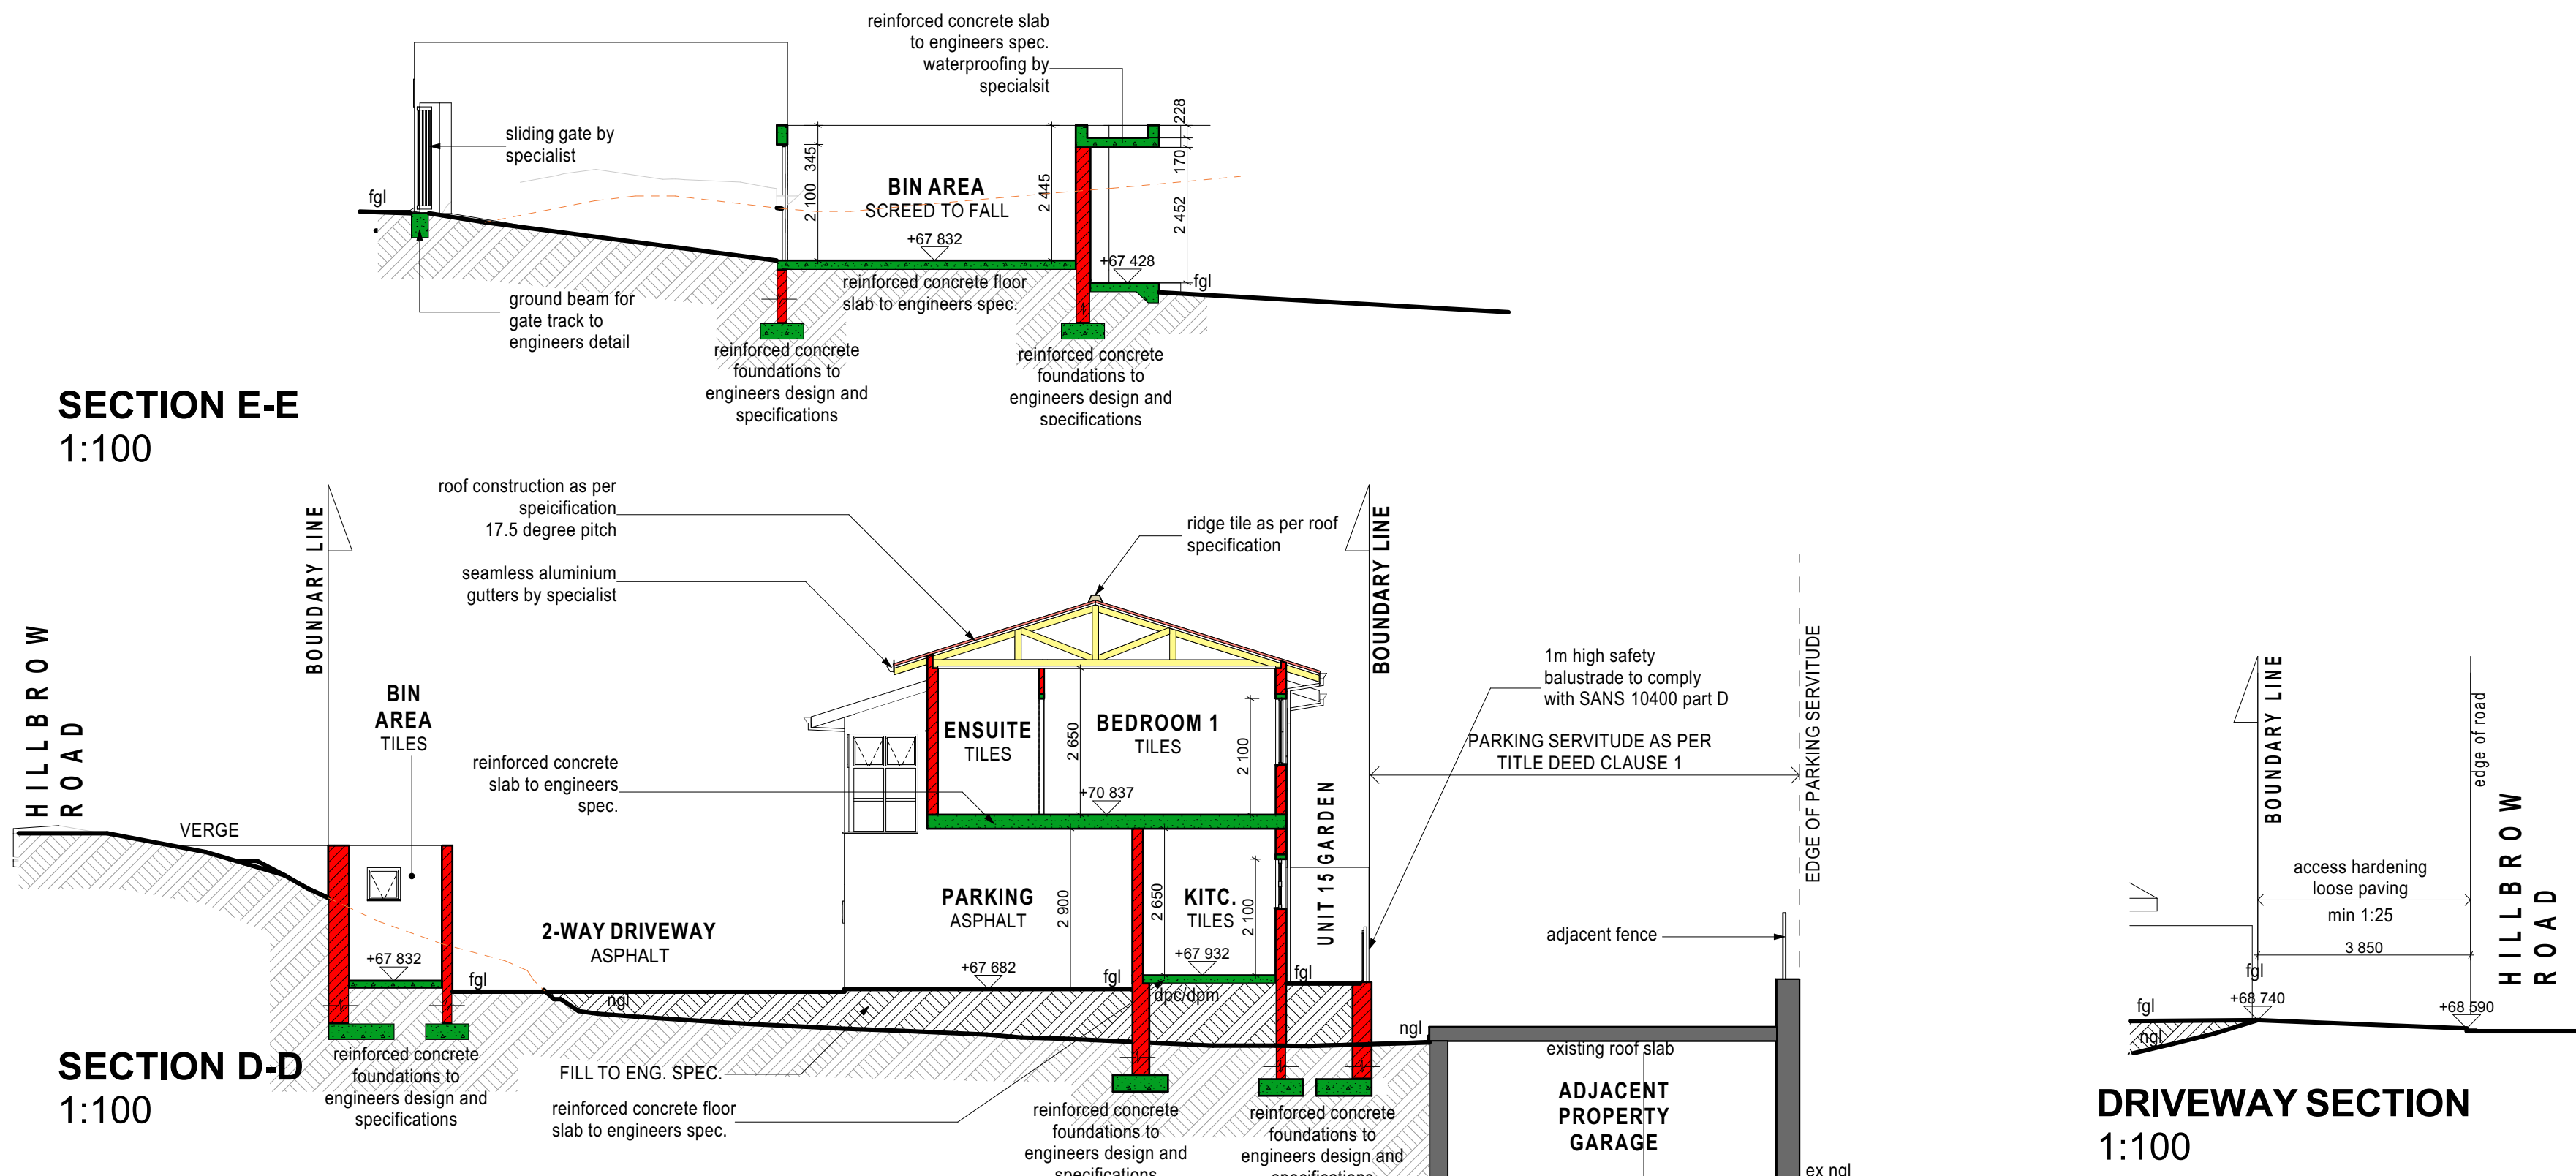 reinforced concrete slab
to engineers spec.
waterproofing by
specialsit
sliding gate by
specialist
fgl
228
345
2 100
BIN AREA
SCREED TO FALL
2 445
170
2 452
+67 832
+67 428
fgl
reinforced concrete floor
slab to engineers spec.
ground beam for
gate track to
engineers detail
reinforced concrete
foundations to
engineers design and
specifications
reinforced concrete
foundations to
engineers design and
specifications
SECTION E-E
1:100
roof construction as per
speicification
17.5 degree pitch
seamless aluminium
gutters by specialist
ridge tile as per roof
specification
BOUNDARY LINE
BOUNDARY LINE
HILLBROW
ROAD
VERGE
BIN
AREA
TILES
reinforced concrete
slab to engineers
spec.
ENSUITE
TILES
2 650
BEDROOM 1
TILES
2 100
+70 837
1m high safety
balustrade to comply
with SANS 10400 part D
PARKING SERVITUDE AS PER
TITLE DEED CLAUSE 1
EDGE OF PARKING SERVITUDE
UNIT 15 GARDEN
2-WAY DRIVEWAY
ASPHALT
PARKING
ASPHALT
2 900
2 650
KITC.
TILES
2 100
+67 832
+67 682
+67 932
fgl
fgl
fgl
ngl
dpc/dpm
adjacent fence
ngl
existing roof slab
ADJACENT
PROPERTY
GARAGE
ex ngl
FILL TO ENG. SPEC.
reinforced concrete floor
slab to engineers spec.
reinforced concrete
foundations to
engineers design and
specifications
reinforced concrete
foundations to
engineers design and
specifications
reinforced concrete
foundations to
engineers design and
specifications
SECTION D-D
1:100
BOUNDARY LINE
edge of road
HILLBROW
ROAD
access hardening
loose paving
min 1:25
3 850
fgl
+68 740
+68 590
fgl
ngl
DRIVEWAY SECTION
1:100